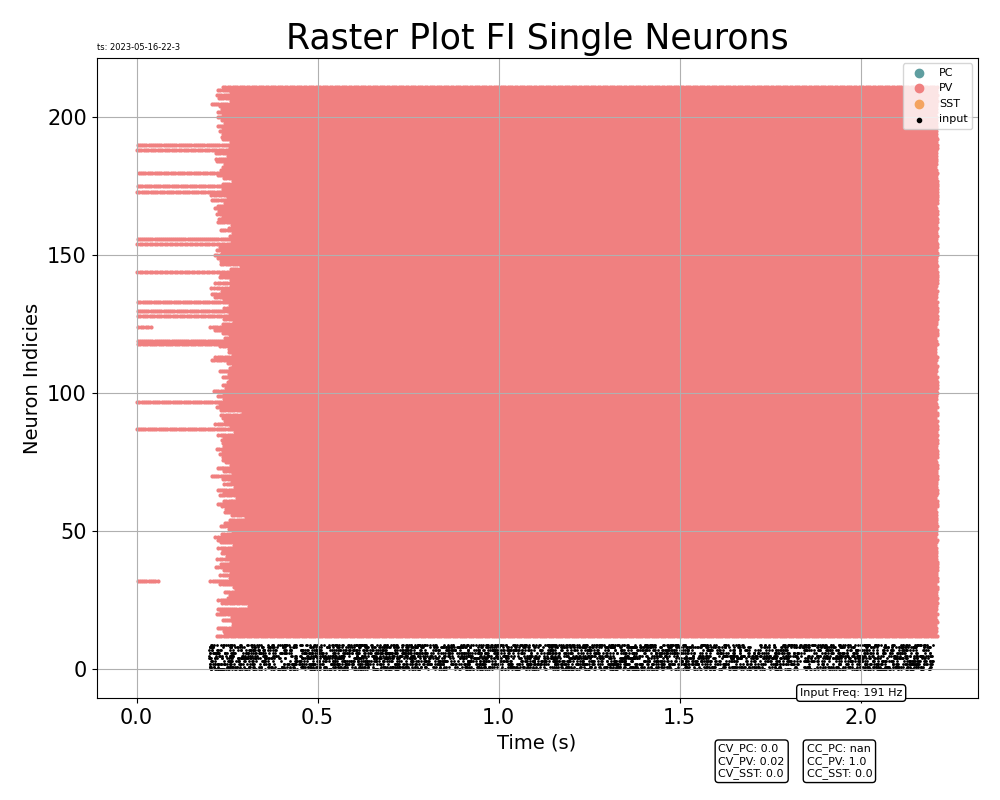 Raster Plot FI Single Neurons
ts: 2023-05-16-22-3
PC
PV
SST
input
200
150
100
50
0
Neuron Indicies
0.0 0.5 1.0 1.5 2.0
Input Freq: 191 Hz
Time (s)
CV_PC: 0.0
CV_PV: 0.02
CV_SST: 0.0
CC_PC: nan
CC_PV: 1.0
CC_SST: 0.0